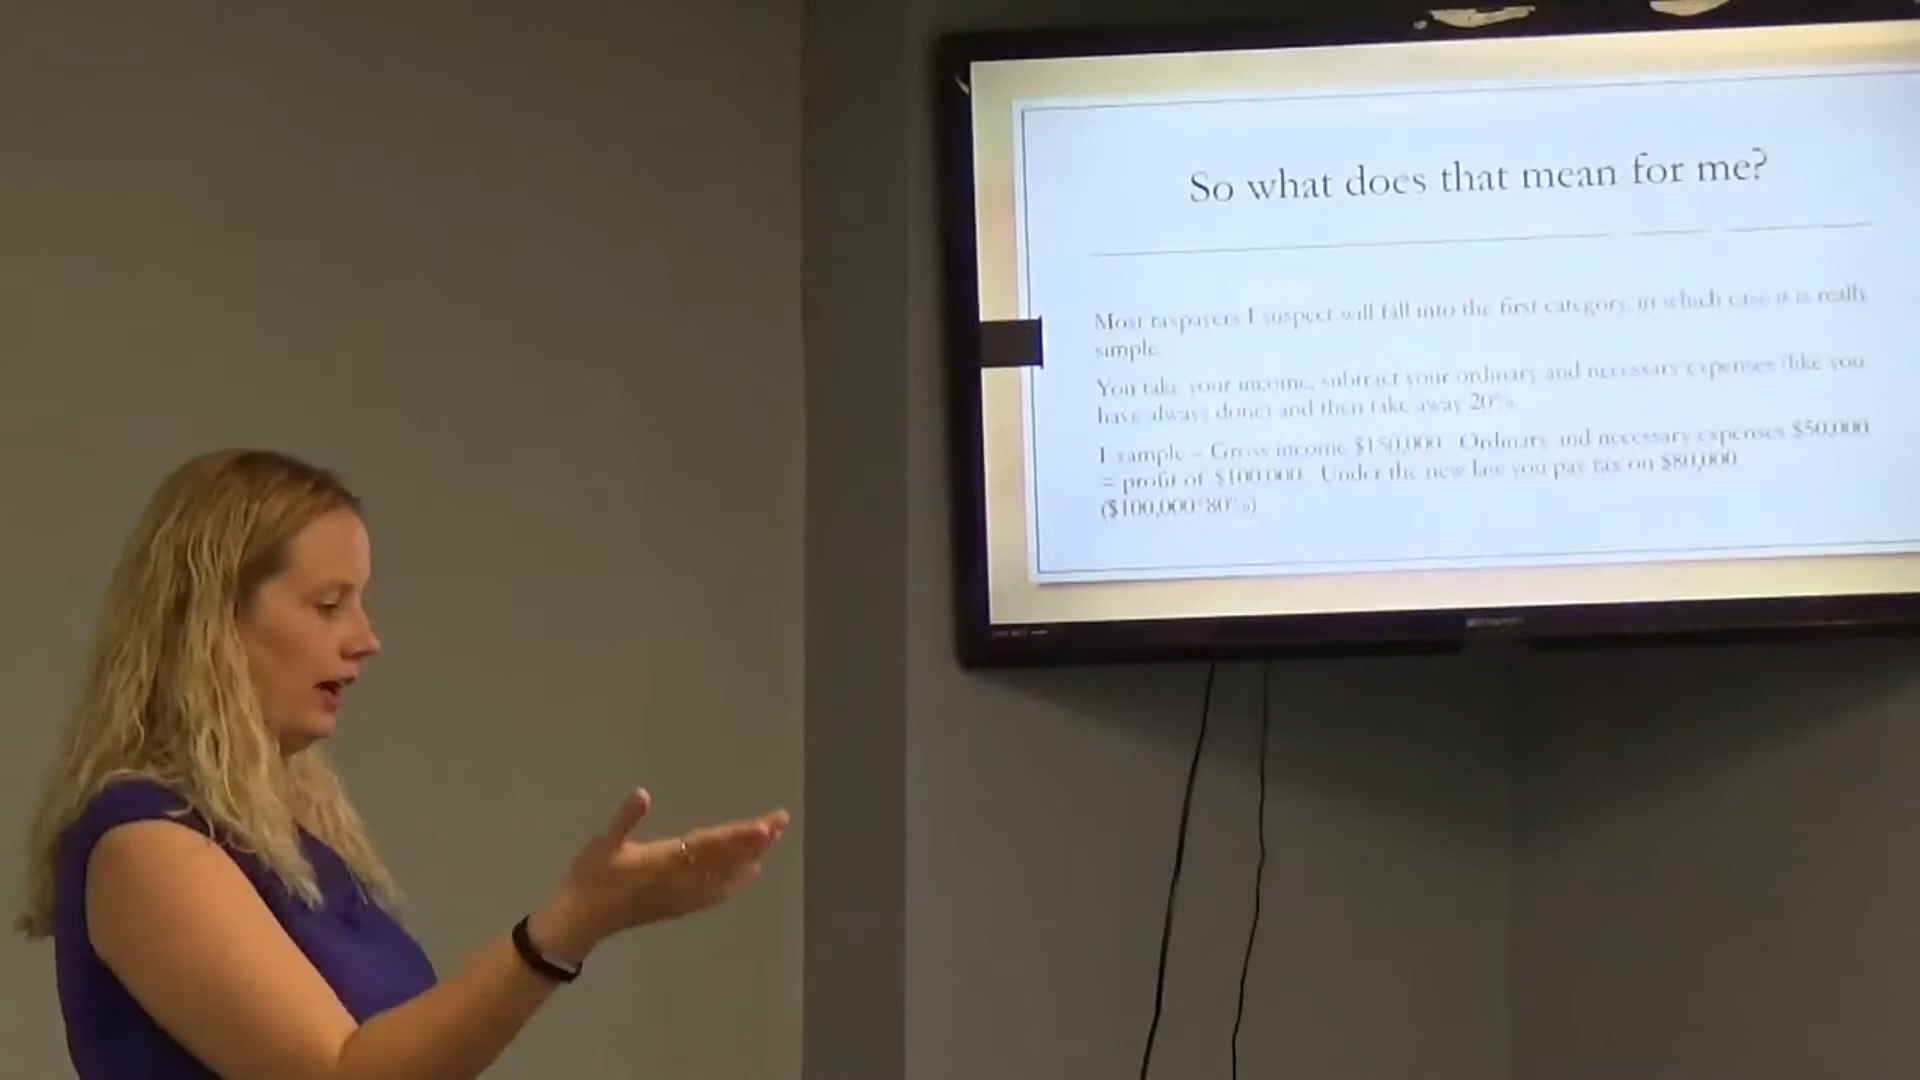 So what does that mean for me?
Most taxpayers I suspect will fall into the first category, in which case it is really
simple.
You take your income, subtract your ordinary and necessary expenses (like you
have always done) and then take away 20%.
Example – Gross income $150,000 Ordinary and necessary expenses $50,000
= profit of $100,000 Under the new law you pay tax on $80,000
($100,000*80%)